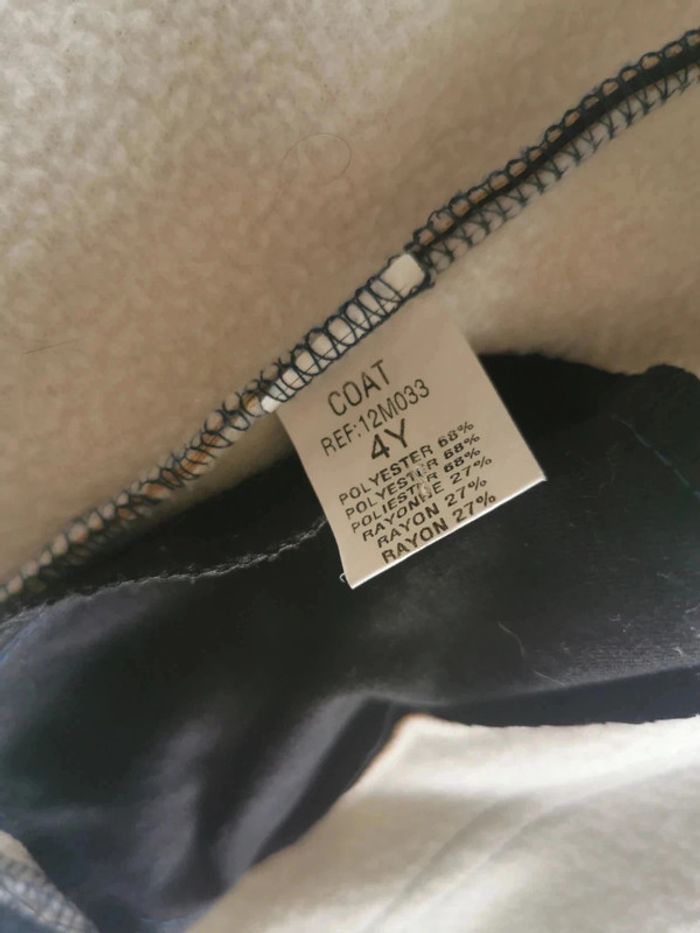 COAT
REF:12M033
4Y
POLYESTER 68%
POLYESTER 68%
POLIESTER 68%
RAYONNE 27%
RAYON 27%
RAYON 27%